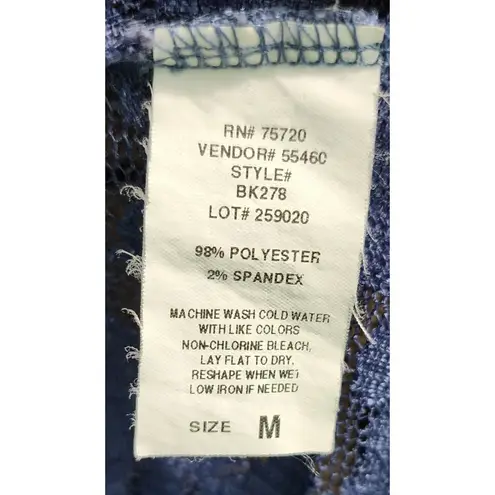 RN# 75720
VENDOR# 55460
STYLE#
BK278
LOT# 259020
98% POLYESTER
2% SPANDEX
MACHINE WASH COLD WATER
WITH LIKE COLORS
NON-CHLORINE BLEACH,
LAY FLAT TO DRY.
RESHAPE WHEN WET
LOW IRON IF NEEDED
SIZE M